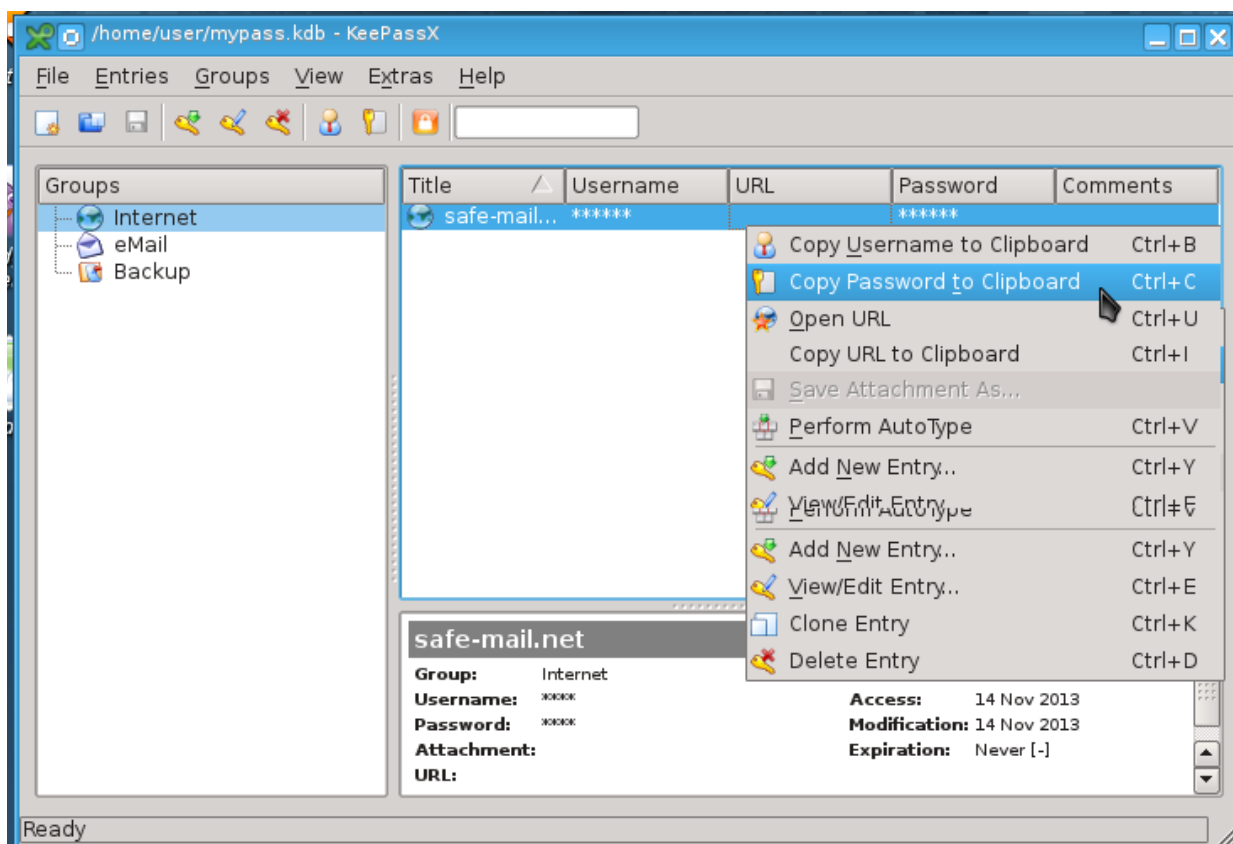 /home/user/mypass.kdb - KeePassX
File Entries Groups View Extras Help
Groups
Internet
eMail
Backup
Title Username URL Password Comments
safe-mail... ****** ******
Copy Username to Clipboard Ctrl+B
Copy Password to Clipboard Ctrl+C
Open URL Ctrl+U
Copy URL to Clipboard Ctrl+I
Save Attachment As...
Perform AutoType Ctrl+V
Add New Entry... Ctrl+Y
Add New Entry... Ctrl+Y
View/Edit Entry... Ctrl+E
Clone Entry Ctrl+K
Delete Entry Ctrl+D
safe-mail.net
Group: Internet
Username: *****
Access: 14 Nov 2013
Password: *****
Modification: 14 Nov 2013
Attachment:
Expiration: Never [-]
URL:
Ready